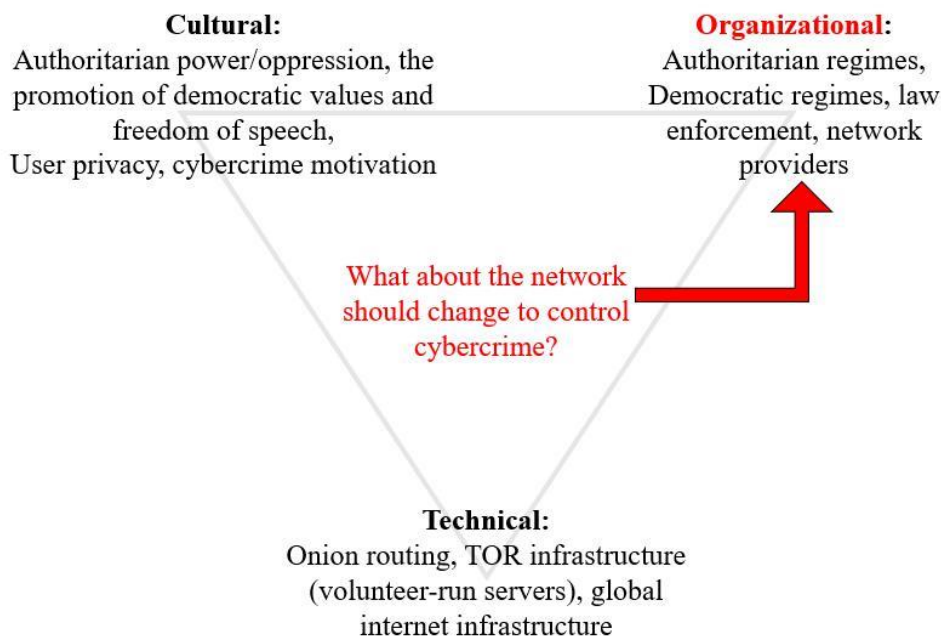 Cultural:
Authoritarian power/oppression, the
promotion of democratic values and
freedom of speech,
User privacy, cybercrime motivation
Organizational:
Authoritarian regimes,
Democratic regimes, law
enforcement, network
providers
What about the network
should change to control
cybercrime?
Technical:
Onion routing, TOR infrastructure
(volunteer-run servers), global
internet infrastructure